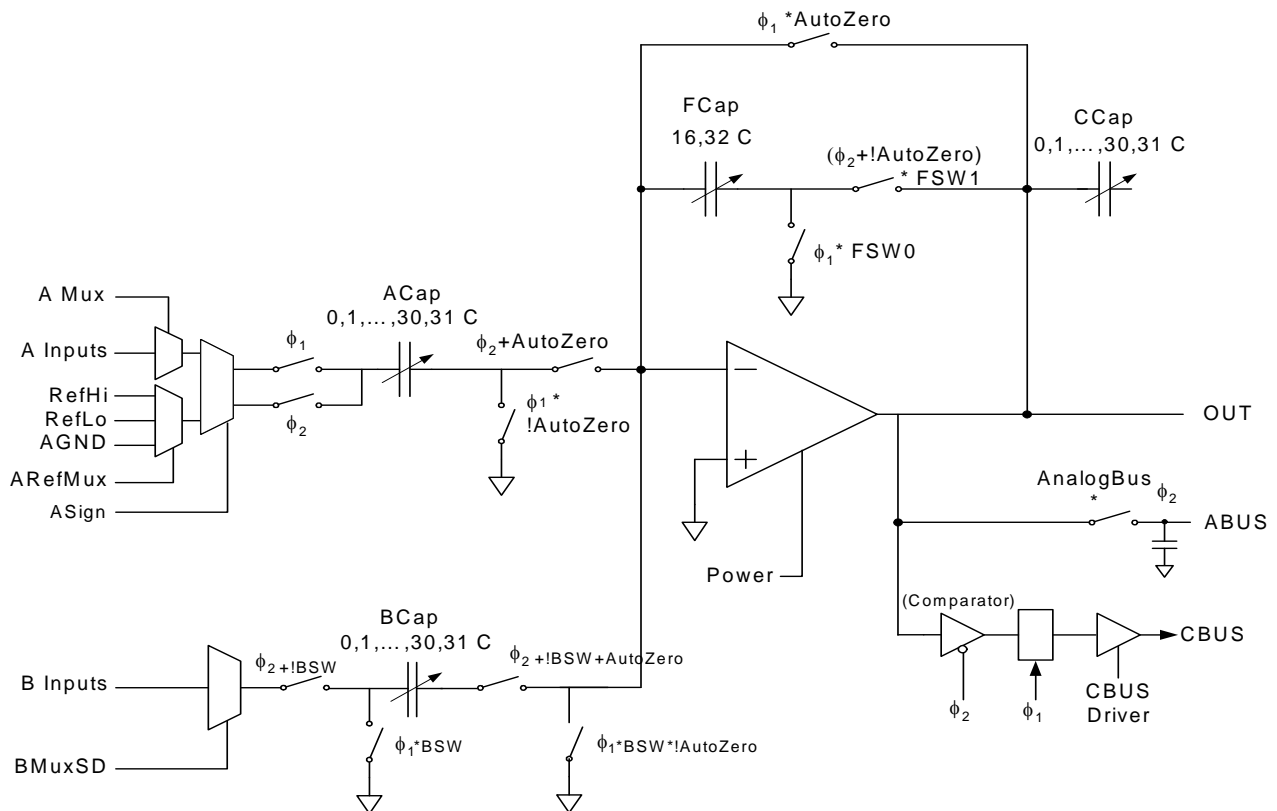 ϕ1 *AutoZero
FCap
16,32 C
CCap
0,1,...,30,31 C
(ϕ2+!AutoZero)
* FSW1
ϕ1* FSW0
A Mux
ACap
0,1,...,30,31 C
A Inputs
ϕ1
ϕ2+AutoZero
RefHi
RefLo
AGND
ϕ2
ϕ1*
!AutoZero
OUT
ARefMux
ASign
AnalogBus
*
ϕ2
ABUS
Power
(Comparator)
BCap
0,1,...,30,31 C
CBUS
ϕ2+!BSW
ϕ2+!BSW+AutoZero
B Inputs
ϕ2
ϕ1
CBUS
Driver
ϕ1*BSW
ϕ1*BSW*!AutoZero
BMuxSD